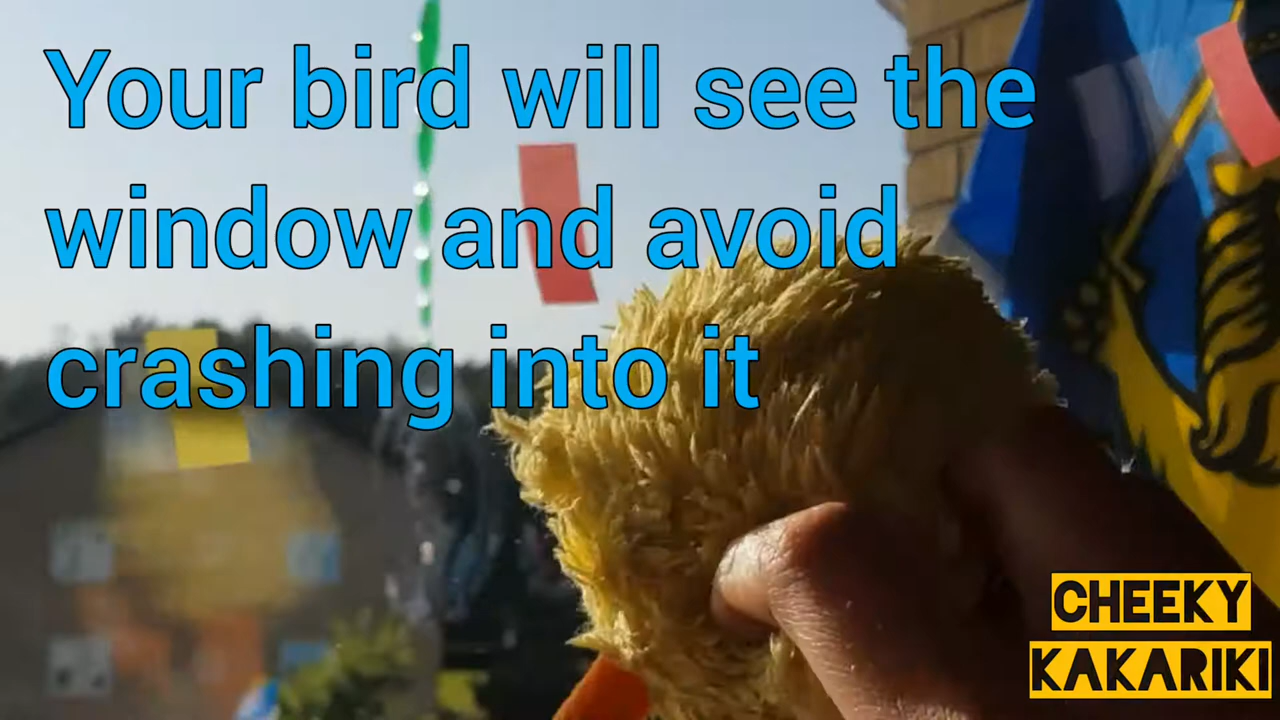 Your bird will see the
window and avoid
crashing into it
CHEEKY
KAKARIKI